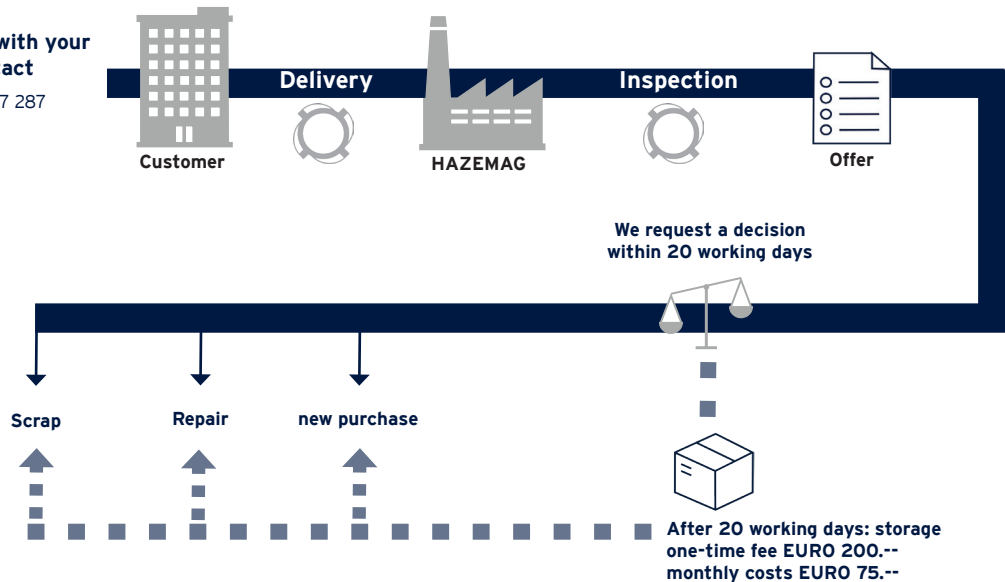 with your
tact
7 287
Delivery
Inspection
Customer
HAZEMAG
Offer
We request a decision
within 20 working days
Scrap
Repair
new purchase
After 20 working days: storage
one-time fee EURO 200.--
monthly costs EURO 75.--